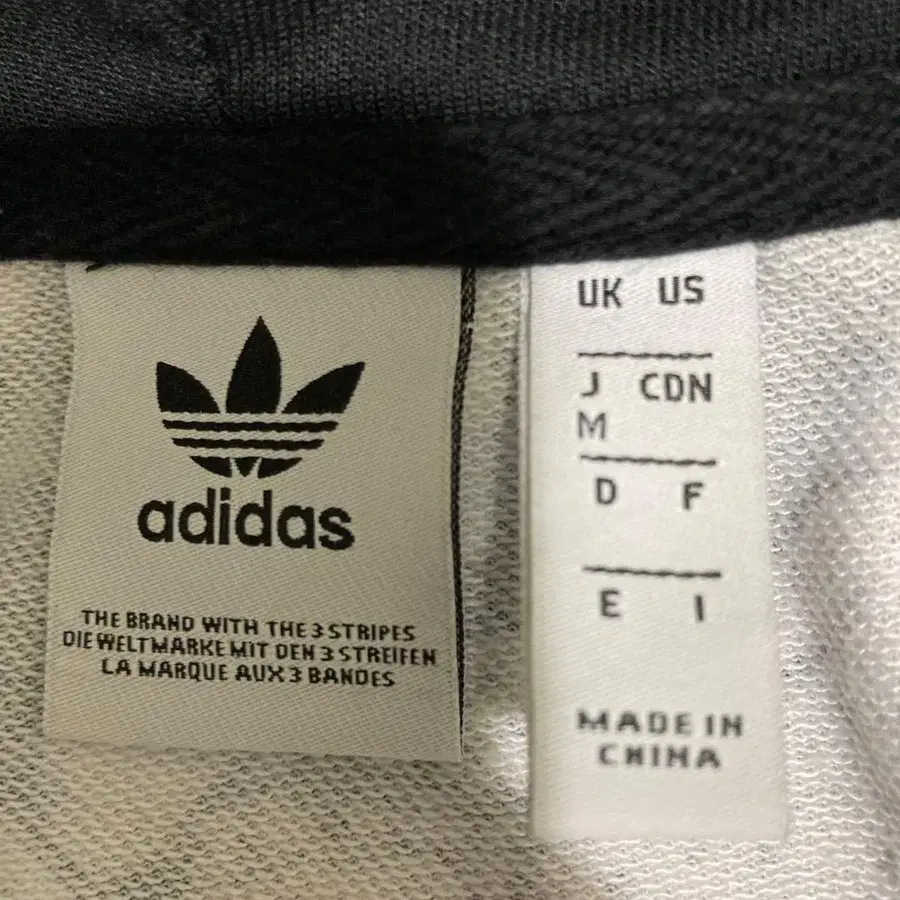 adidas
THE BRAND WITH THE 3 STRIPES
DIE WELTMARKE MIT DEN 3 STREIFEN
LA MARQUE AUX 3 BANDES
UK US
J CDN
M
D F
E I
MADE IN
CHINA